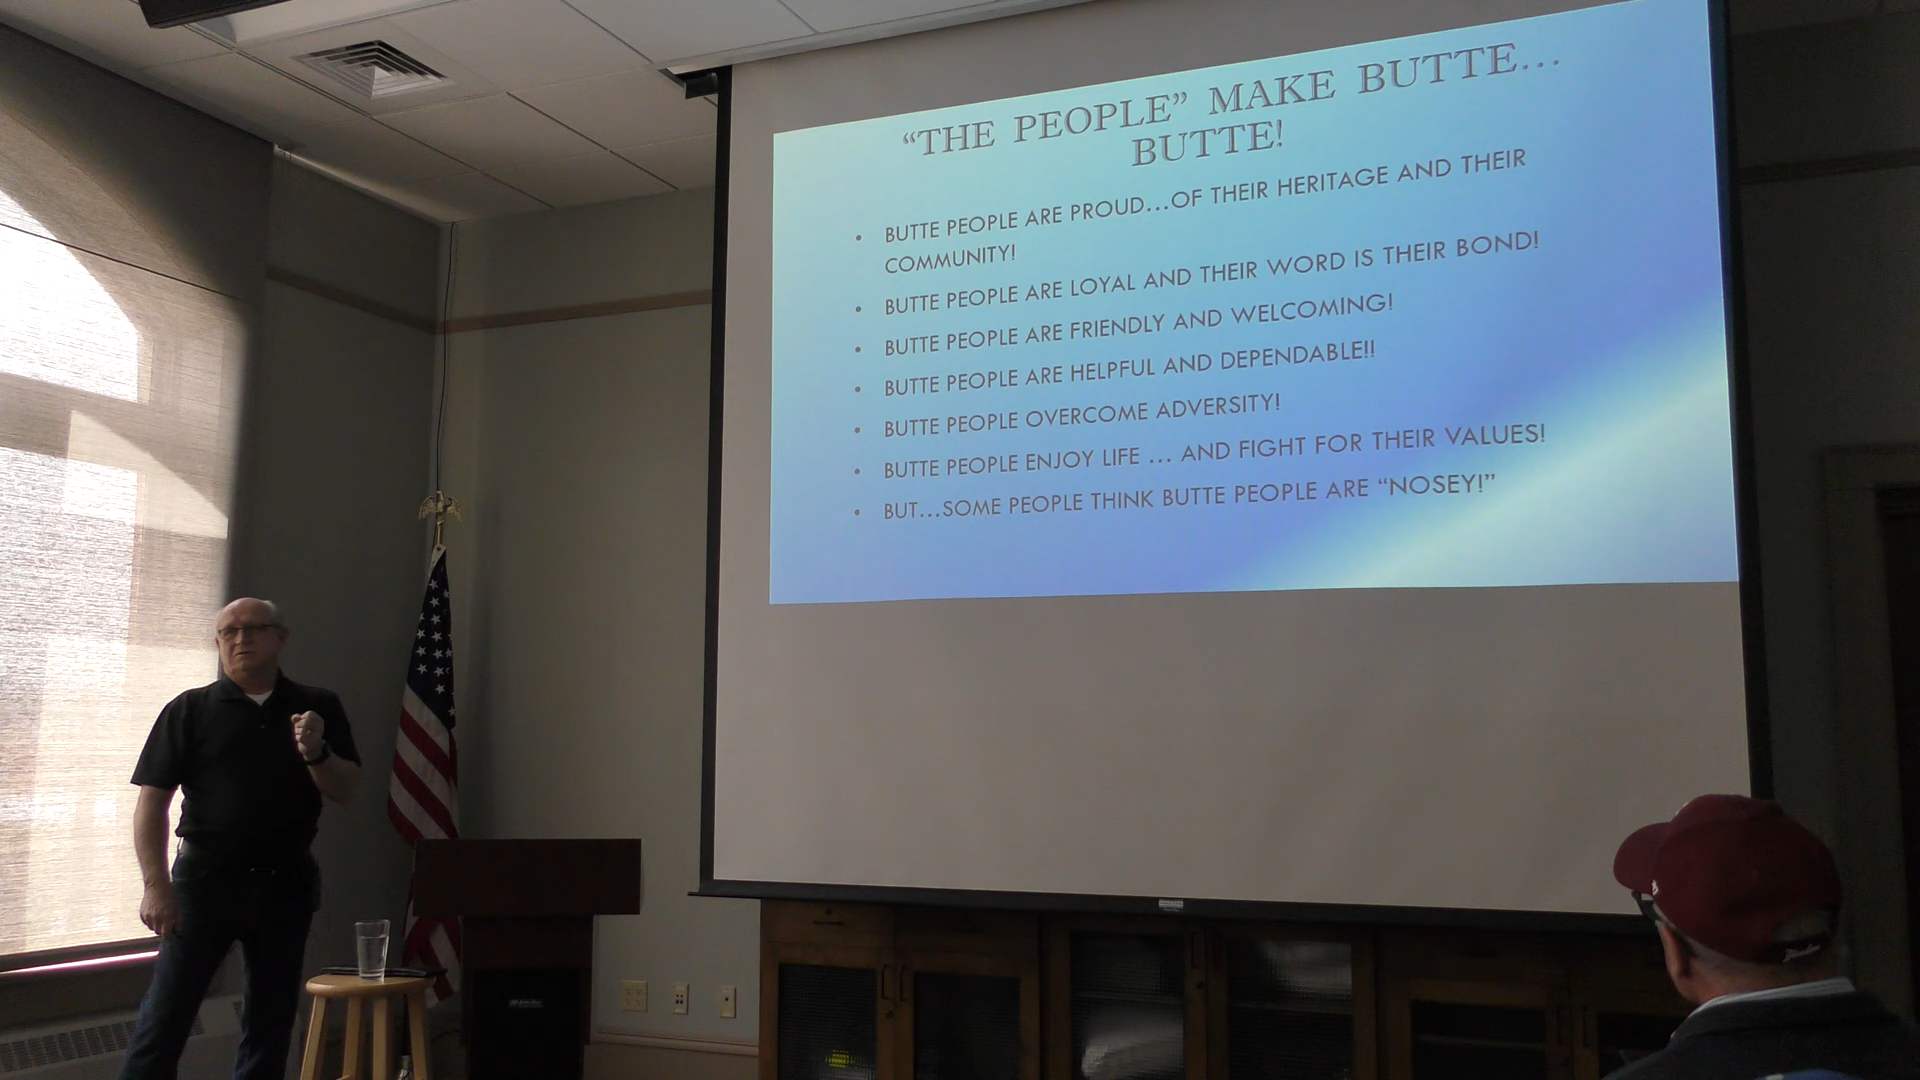 “THE PEOPLE” MAKE BUTTE…
BUTTE!
• BUTTE PEOPLE ARE PROUD…OF THEIR HERITAGE AND THEIR
COMMUNITY!
• BUTTE PEOPLE ARE LOYAL AND THEIR WORD IS THEIR BOND!
• BUTTE PEOPLE ARE FRIENDLY AND WELCOMING!
• BUTTE PEOPLE ARE HELPFUL AND DEPENDABLE!!
• BUTTE PEOPLE OVERCOME ADVERSITY!
• BUTTE PEOPLE ENJOY LIFE … AND FIGHT FOR THEIR VALUES!
• BUT…SOME PEOPLE THINK BUTTE PEOPLE ARE “NOSEY!”